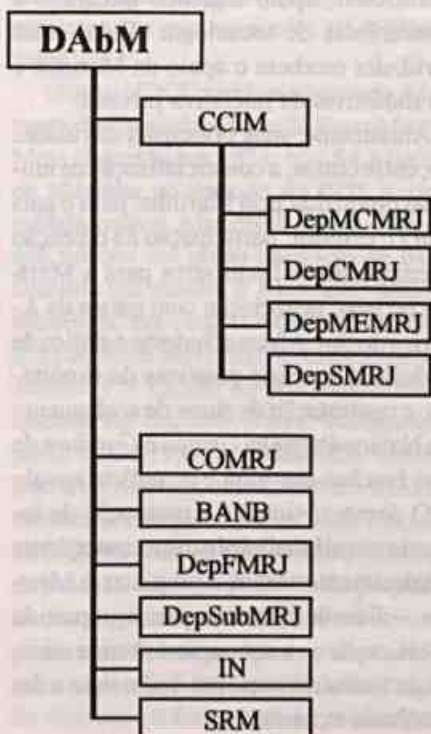 DAbM
CCIM
DepMCMRJ
DepCMRJ
DepMEMRJ
DepSMRJ
COMRJ
BANB
DepFMRJ
DepSubMRJ
IN
SRM